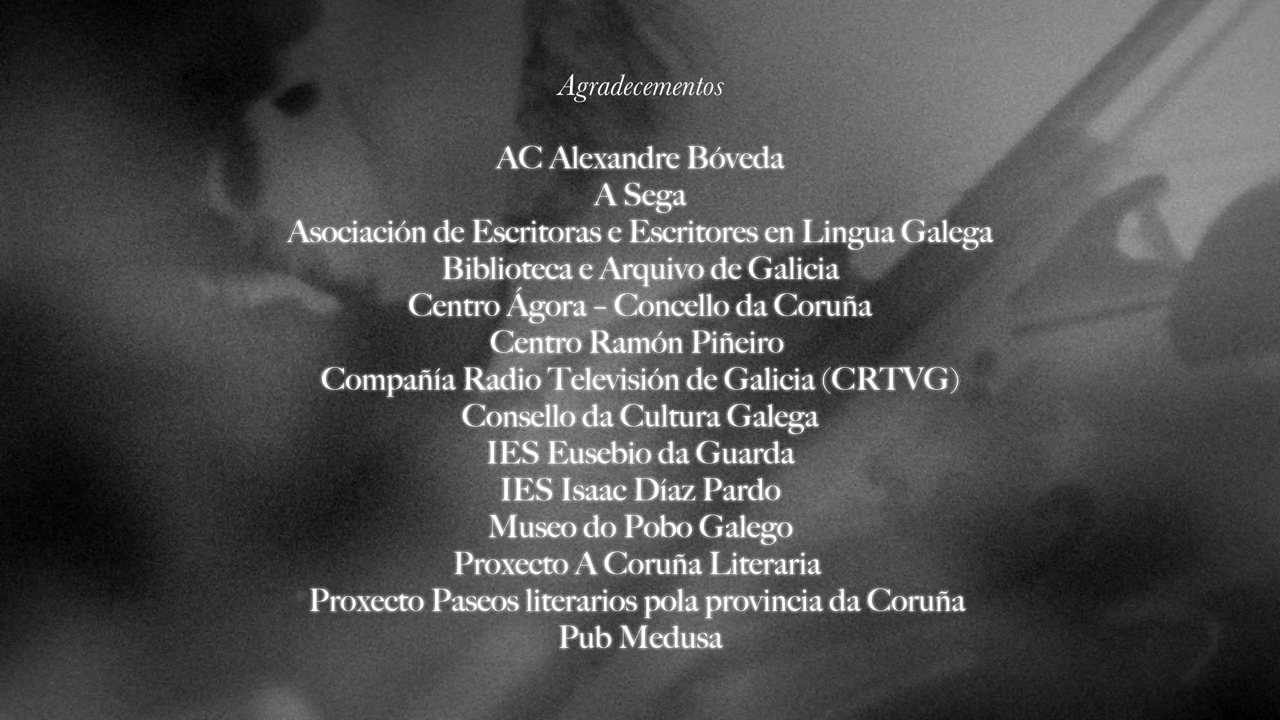 Agradecementos
AC Alexandre Bóveda
A Sega
Asociación de Escritoras e Escritores en Lingua Galega
Biblioteca e Arquivo de Galicia
Centro Ágora – Concello da Coruña
Centro Ramón Piñeiro
Compañía Radio Televisión de Galicia (CRTVG)
Consello da Cultura Galega
IES Eusebio da Guarda
IES Isaac Díaz Pardo
Museo do Pobo Galego
Proxecto A Coruña Literaria
Proxecto Paseos literarios pola provincia da Coruña
Pub Medusa